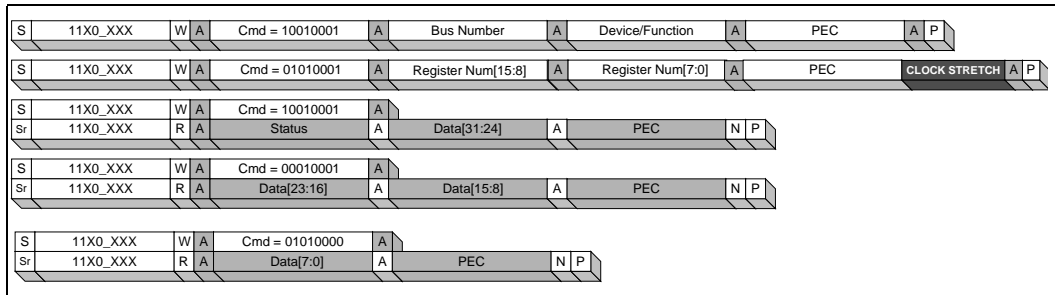 S 11X0_XXX W A Cmd = 10010001 A Bus Number A Device/Function A PEC A P
S 11X0_XXX W A Cmd = 01010001 A Register Num[15:8] A Register Num[7:0] A PEC CLOCK STRETCH A P
S 11X0_XXX W A Cmd = 10010001 A
Sr 11X0_XXX R A Status A Data[31:24] A PEC N P
S 11X0_XXX W A Cmd = 00010001 A
Sr 11X0_XXX R A Data[23:16] A Data[15:8] A PEC N P
S 11X0_XXX W A Cmd = 01010000 A
Sr 11X0_XXX R A Data[7:0] A PEC N P